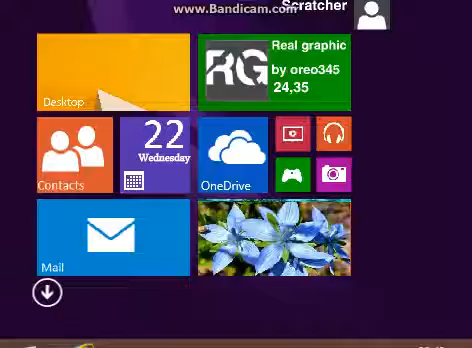 www.Bandicam.com
Scratcher
Desktop
RG
Real graphic
by oreo345
24,35
Contacts
22
Wednesday
OneDrive
Mail